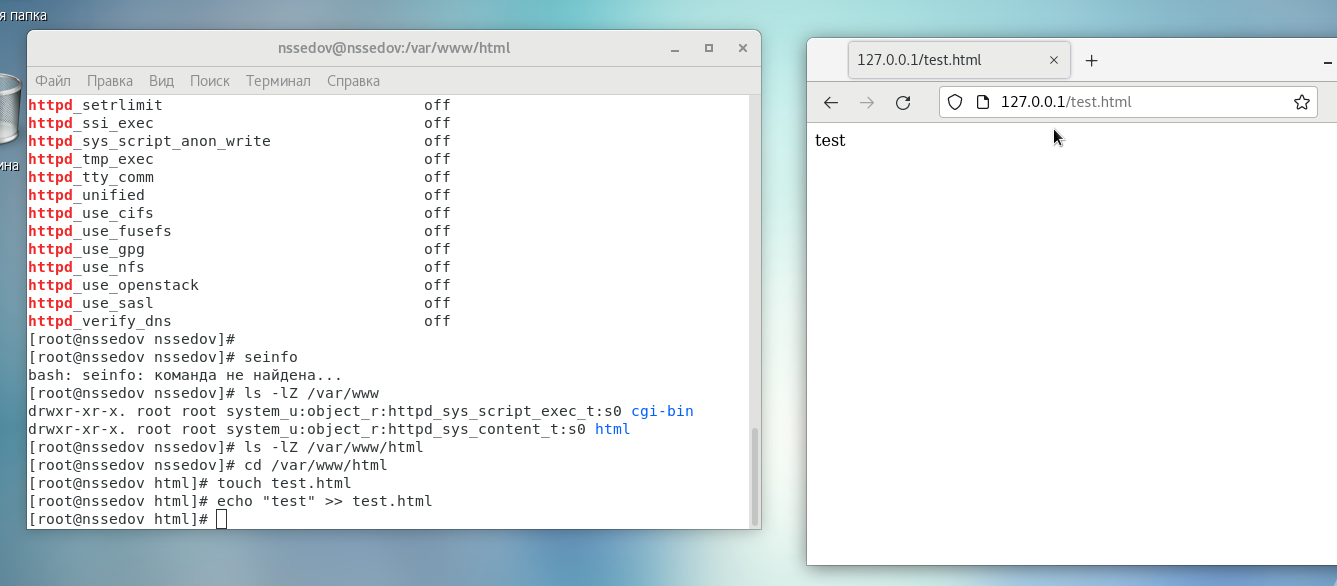 я папка
ина
nssedov@nssedov:/var/www/html
Файл Правка Вид Поиск Терминал Справка
httpd_setrlimit off
httpd_ssi_exec off
httpd_sys_script_anon_write off
httpd_tmp_exec off
httpd_tty_comm off
httpd_unified off
httpd_use_cifs off
httpd_use_fusefs off
httpd_use_gpg off
httpd_use_nfs off
httpd_use_openstack off
httpd_use_sasl off
httpd_verify_dns off
[root@nssedov nssedov]#
[root@nssedov nssedov]# seinfo
bash: seinfo: команда не найдена...
[root@nssedov nssedov]# ls -lZ /var/www
drwxr-xr-x. root root system_u:object_r:httpd_sys_script_exec_t:s0 cgi-bin
drwxr-xr-x. root root system_u:object_r:httpd_sys_content_t:s0 html
[root@nssedov nssedov]# ls -lZ /var/www/html
[root@nssedov nssedov]# cd /var/www/html
[root@nssedov html]# touch test.html
[root@nssedov html]# echo "test" >> test.html
[root@nssedov html]#
127.0.0.1/test.html
127.0.0.1/test.html
test